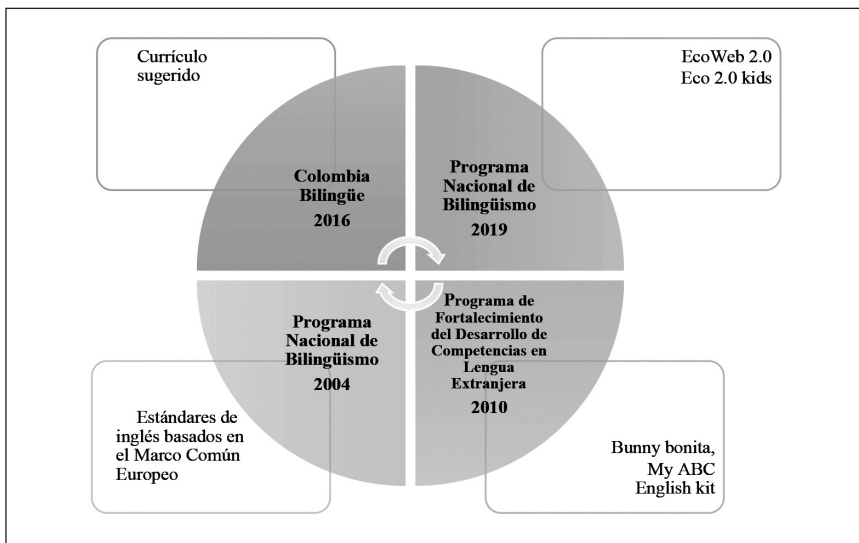 Currículo
sugerido
EcoWeb 2.0
Eco 2.0 kids
Colombia
Bilingüe
2016
Programa
Nacional de
Bilingüismo
2019
Programa
Nacional de
Bilingüismo
2004
Programa de
Fortalecimiento
del Desarrollo de
Competencias en
Lengua
Extranjera
2010
Estándares de
inglés basados en
el Marco Común
Europeo
Bunny bonita,
My ABC
English kit